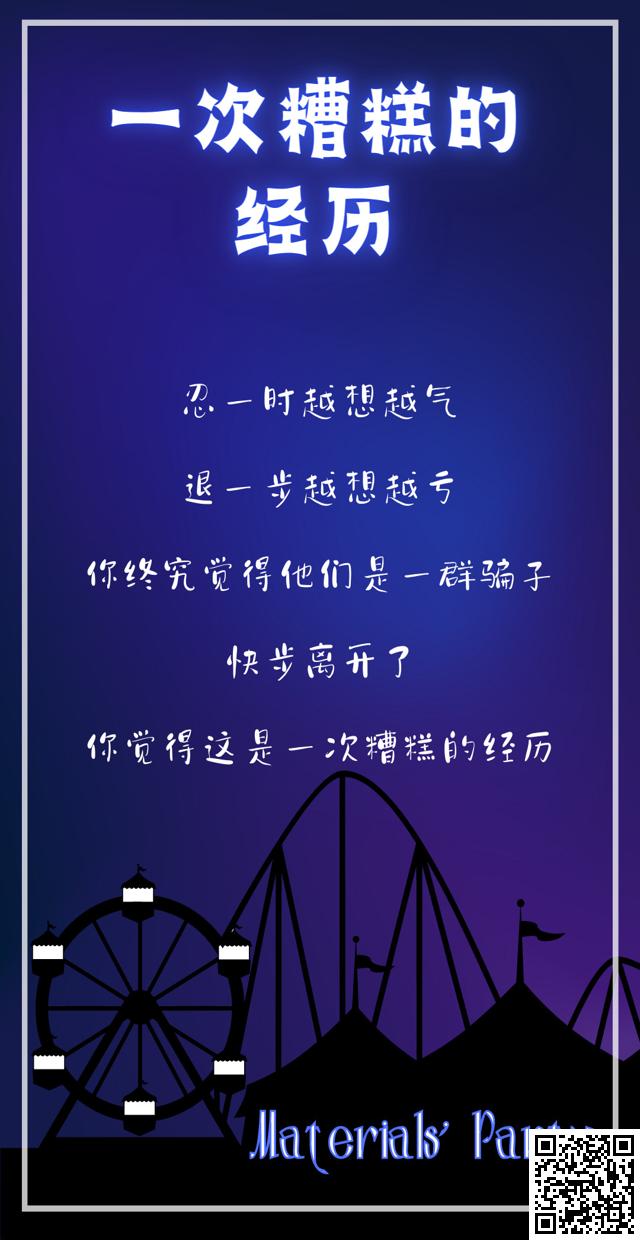 一次糟糕的
经历
忍一时越想越气
退一步越想越亏
你终究觉得他们是一群骗子
快步离开了
你觉得这是一次糟糕的经历
Materials'